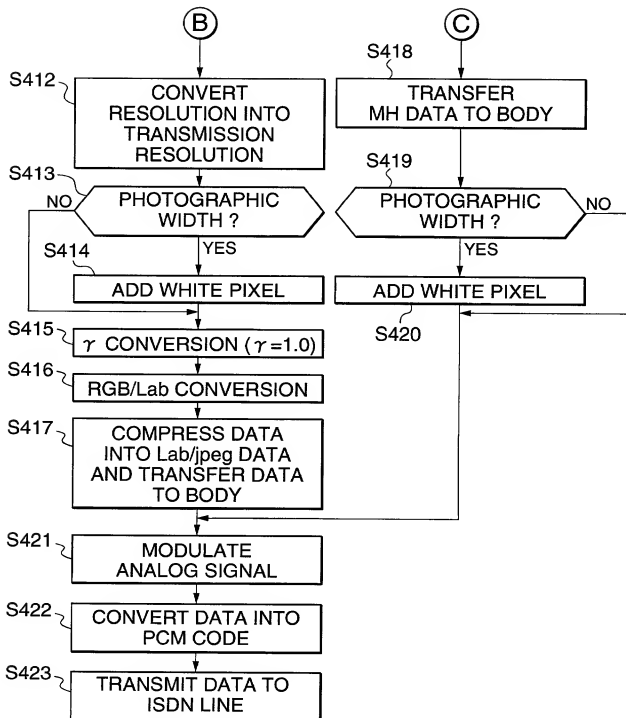 B
S412
CONVERT
RESOLUTION INTO
TRANSMISSION
RESOLUTION
S413
PHOTOGRAPHIC
WIDTH ?
NO
YES
S414
ADD WHITE PIXEL
S415
γ CONVERSION (γ=1.0)
S416
RGB/Lab CONVERSION
S417
COMPRESS DATA
INTO Lab/jpeg DATA
AND TRANSFER DATA
TO BODY
C
S418
TRANSFER
MH DATA TO BODY
S419
PHOTOGRAPHIC
WIDTH ?
NO
YES
ADD WHITE PIXEL
S420
S421
MODULATE
ANALOG SIGNAL
S422
CONVERT DATA INTO
PCM CODE
S423
TRANSMIT DATA TO
ISDN LINE